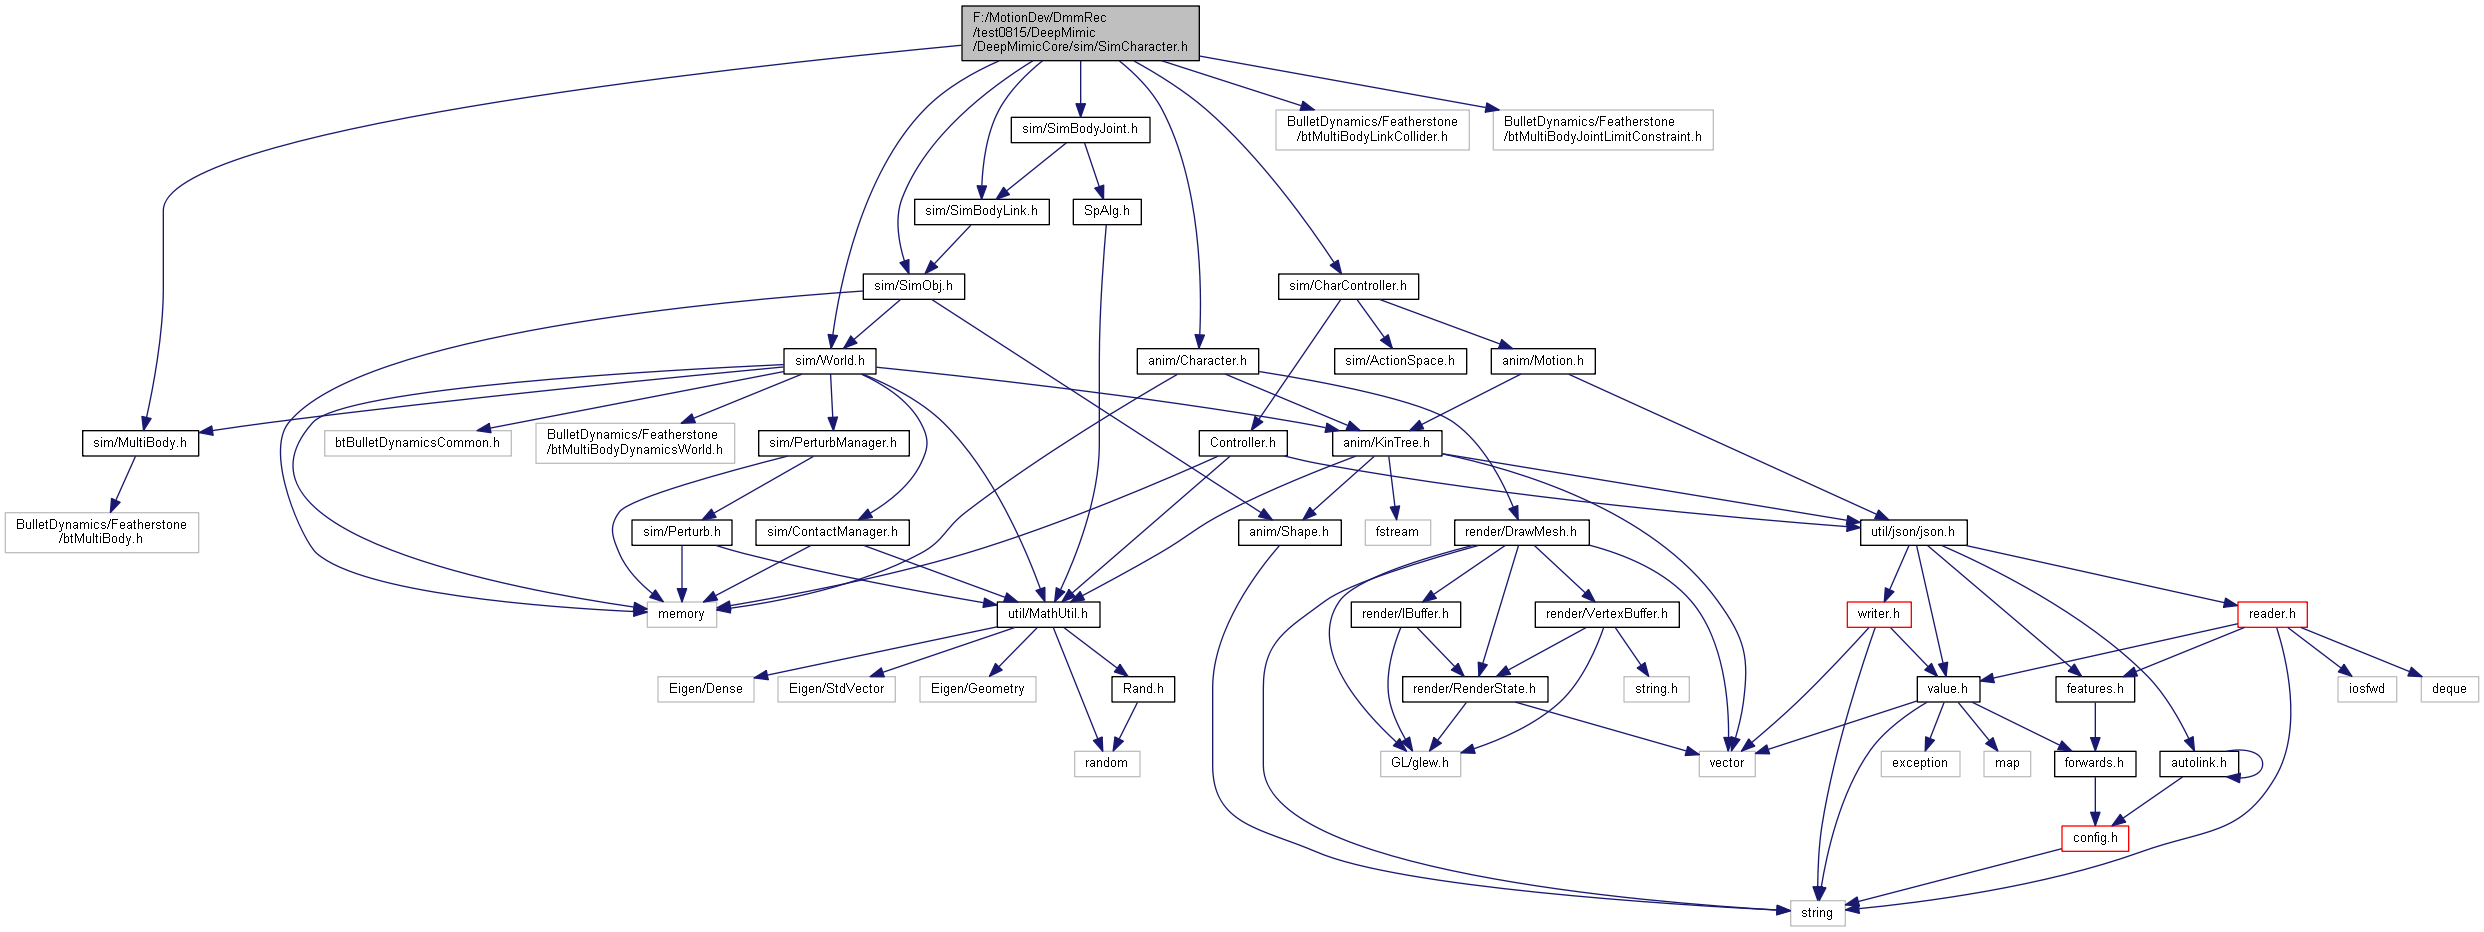 F:/MotionDew/DmmRec
/test0815/DeepMimic
/DeepMimicCore/sim/SimCharacter.h
sim/SimBodyJoint.h
BulletDynamics/Featherstone
/btMultiBodyLinkCollider.h
BulletDynamics/Featherstone
/btMultiBodyJointLimitConstraint.h
sim/SimBodyLink.h
SpAlg.h
sim/SimObj.h
sim/CharController.h
sim/World.h
anim/Character.h
sim/ActionSpace.h
anim/Motion.h
sim/MultiBody.h
btBulletDynamicsCommon.h
BulletDynamics/Featherstone
/btMultiBodyDynamicsWorld.h
sim/PerturbManager.h
Controller.h
anim/KinTree.h
BulletDynamics/Featherstone
/btMultiBody.h
sim/Perturb.h
sim/ContactManager.h
anim/Shape.h
fstream
render/DrawMesh.h
util/json/json.h
memory
util/MathUtil.h
render/IBuffer.h
render/VertexBuffer.h
writer.h
reader.h
Eigen/Dense
Eigen/StdVector
Eigen/Geometry
Rand.h
render/RenderState.h
string.h
value.h
features.h
iosfwd
deque
random
GL/glew.h
vector
exception
map
forwards.h
autolink.h
config.h
string